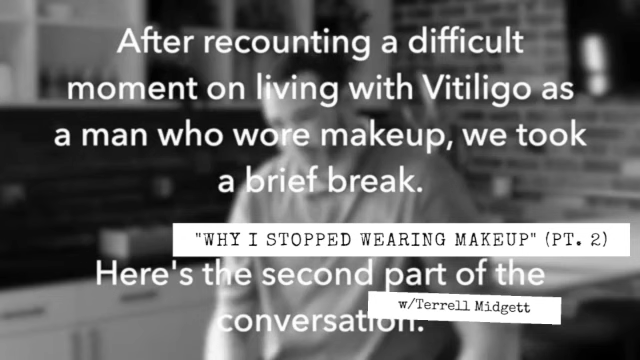 After recounting a difficult
moment on living with Vitiligo as
a man who wore makeup, we took
a brief break.
"WHY I STOPPED WEARING MAKEUP" (PT. 2)
Here's the second part of the
w/Terrell Midgett
conversation.